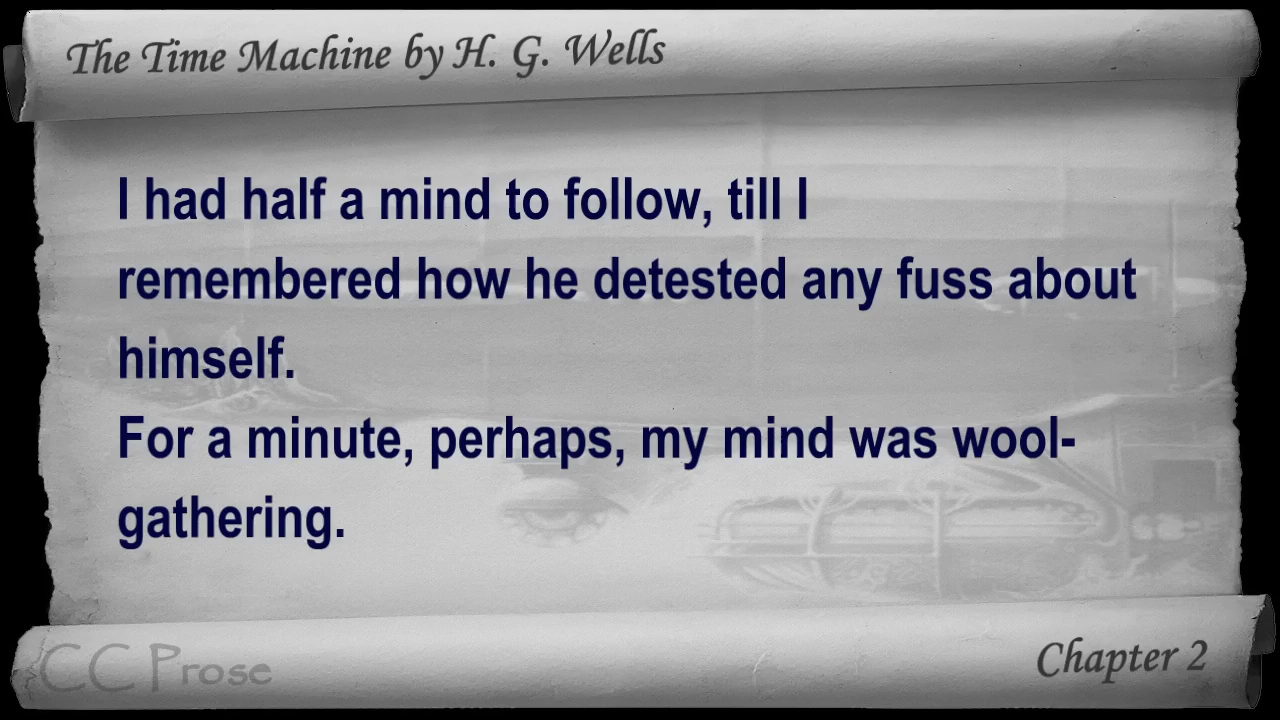 The Time Machine by H. G. Wells
I had half a mind to follow, till I
remembered how he detested any fuss about
himself.
For a minute, perhaps, my mind was wool-
gathering.
CC Prose
Chapter 2